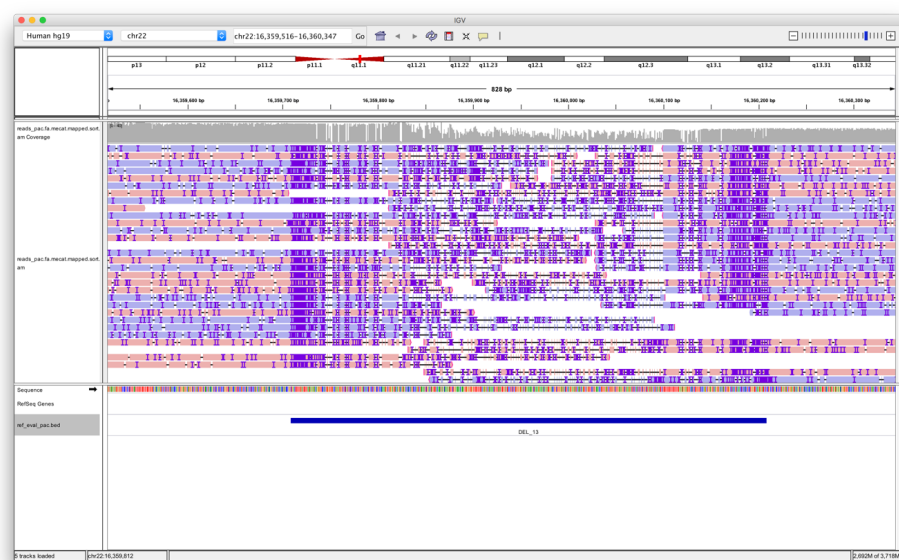 IGV
Human hg19 chr22 chr22:16,359,516-16,360,347 Go
p13 p12 p11.2 p11.1 q11.1 q11.21 q11.22 q11.23 q12.1 q12.2 q12.3 q13.1 q13.2 q13.31 q13.32
828 bp
16,359,600 bp 16,359,700 bp 16,359,800 bp 16,359,900 bp 16,360,000 bp 16,360,100 bp 16,360,200 bp 16,360,300 bp
reads_pac.fa.mecat.mapped.sort.
am Coverage
reads_pac.fa.mecat.mapped.sort.
am
Sequence
RefSeq Genes
ref_eval_pac.bed
DEL_13
5 tracks loaded chr22:16,359,812 2,692M of 3,718M